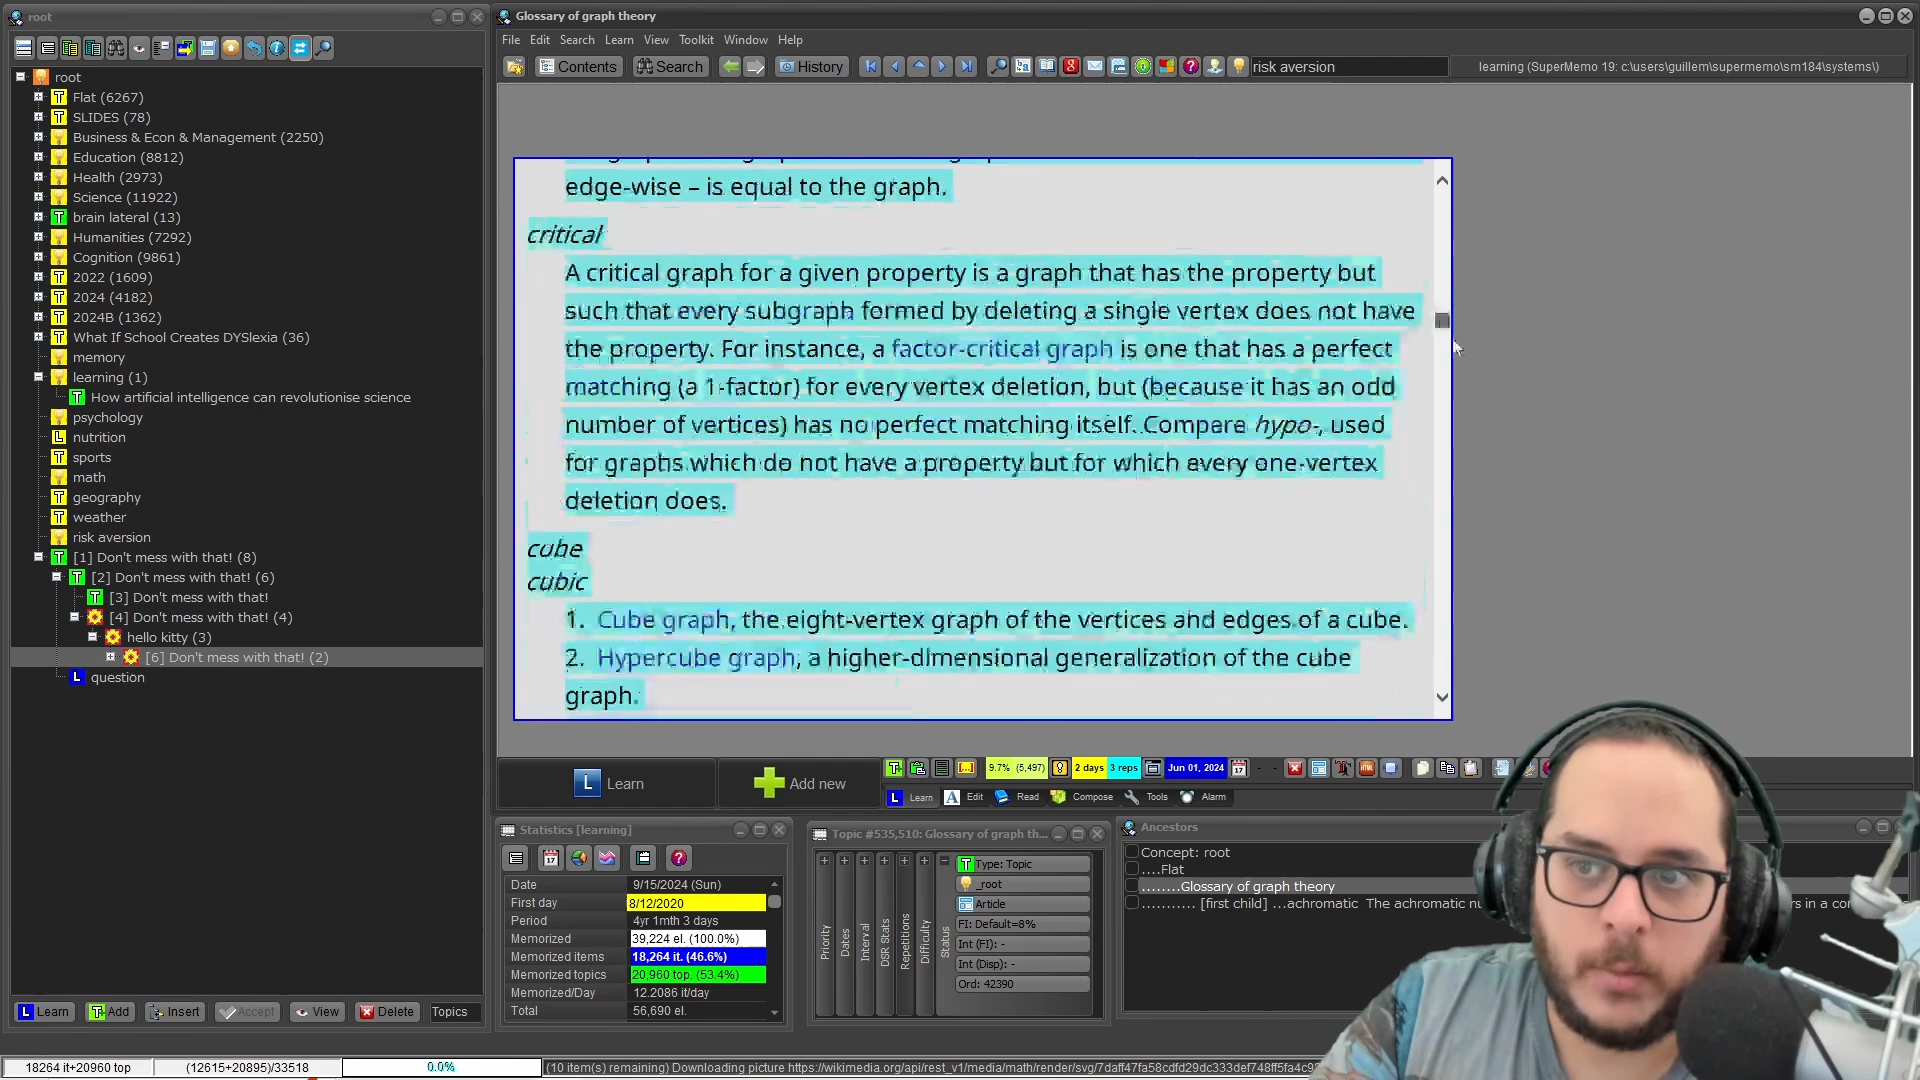 root
root
Flat (6267)
SLIDES (78)
Business & Econ & Management (2250)
Education (8812)
Health (2973)
Science (11922)
brain lateral (13)
Humanities (7292)
Cognition (9861)
2022 (1609)
2024 (4182)
2024B (1362)
What If School Creates DYSlexia (36)
memory
learning (1)
How artificial intelligence can revolutionise science
psychology
nutrition
sports
math
geography
weather
risk aversion
[1] Don't mess with that! (8)
[2] Don't mess with that! (6)
[3] Don't mess with that!
[4] Don't mess with that! (4)
hello kitty (3)
[6] Don't mess with that! (2)
question
Learn Add Insert Accept View Delete Topics
18264 it+20960 top (12615+20895)/33518 0.0% (10 item(s) remaining) Downloading picture https://wikimedia.org/api/rest_v1/media/math/render/svg/7daff47fa58cdfd29dc333def748ff5fa4c9
Glossary of graph theory
File Edit Search Learn View Toolkit Window Help
Contents Search History risk aversion learning (SuperMemo 19: c:\users\guillem\supermemo\sm184\systems\)
edge-wise – is equal to the graph.
critical
A critical graph for a given property is a graph that has the property but
such that every subgraph formed by deleting a single vertex does not have
the property. For instance, a factor-critical graph is one that has a perfect
matching (a 1-factor) for every vertex deletion, but (because it has an odd
number of vertices) has no perfect matching itself. Compare hypo-, used
for graphs which do not have a property but for which every one-vertex
deletion does.
cube
cubic
1. Cube graph, the eight-vertex graph of the vertices and edges of a cube.
2. Hypercube graph, a higher-dimensional generalization of the cube
graph.
Learn Add new
9.7% (5,497) 2 days 3 reps Jun 01, 2024
Learn Edit Read Compose Tools Alarm
Statistics [learning]
Date 9/15/2024 (Sun)
First day 8/12/2020
Period 4yr 1mth 3 days
Memorized 39,224 el. (100.0%)
Memorized items 18,264 it. (46.6%)
Memorized topics 20,960 top. (53.4%)
Memorized/Day 12.2086 it/day
Total 56,690 el.
Topic #535,510: Glossary of graph th...
Priority
Dates
Interval
DSR Stats
Repetitions
Difficulty
Status
Type: Topic
_root
Article
FI: Default=8%
Int (FI): -
Int (Disp): -
Ord: 42390
Ancestors
Concept: root
....Flat
........Glossary of graph theory
........... [first child] ...achromatic The achromatic nu
rs in a co